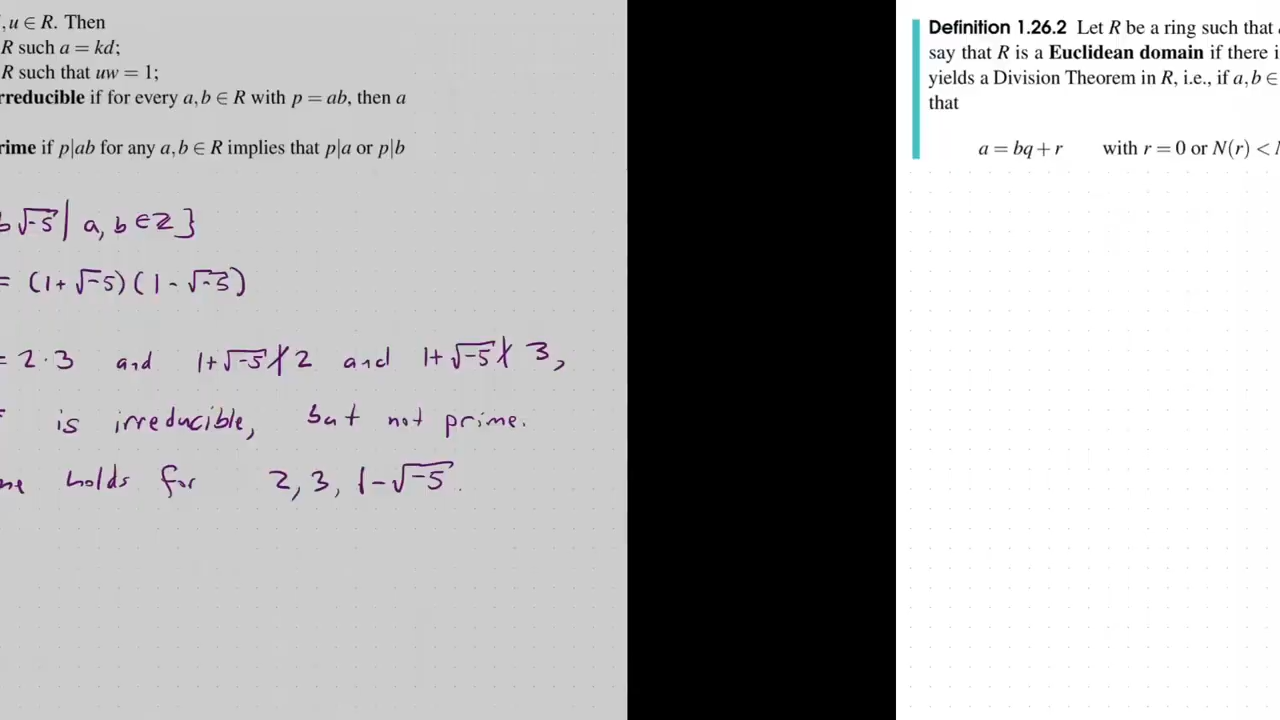 , u ∈ R. Then
R such a = kd;
R such that uw = 1;
rreducible if for every a, b ∈ R with p = ab, then a
rime if p|ab for any a, b ∈ R implies that p|a or p|b
b√-5 | a, b ∈ Z }
= (1+√-5)(1-√-5)
= 2·3 and 1+√-5∤2 and 1+√-5∤3,
is irreducible, but not prime.
me holds for 2, 3, 1-√-5.
Definition 1.26.2 Let R be a ring such that
say that R is a Euclidean domain if there i
yields a Division Theorem in R, i.e., if a, b ∈
that
a = bq + r with r = 0 or N(r) <